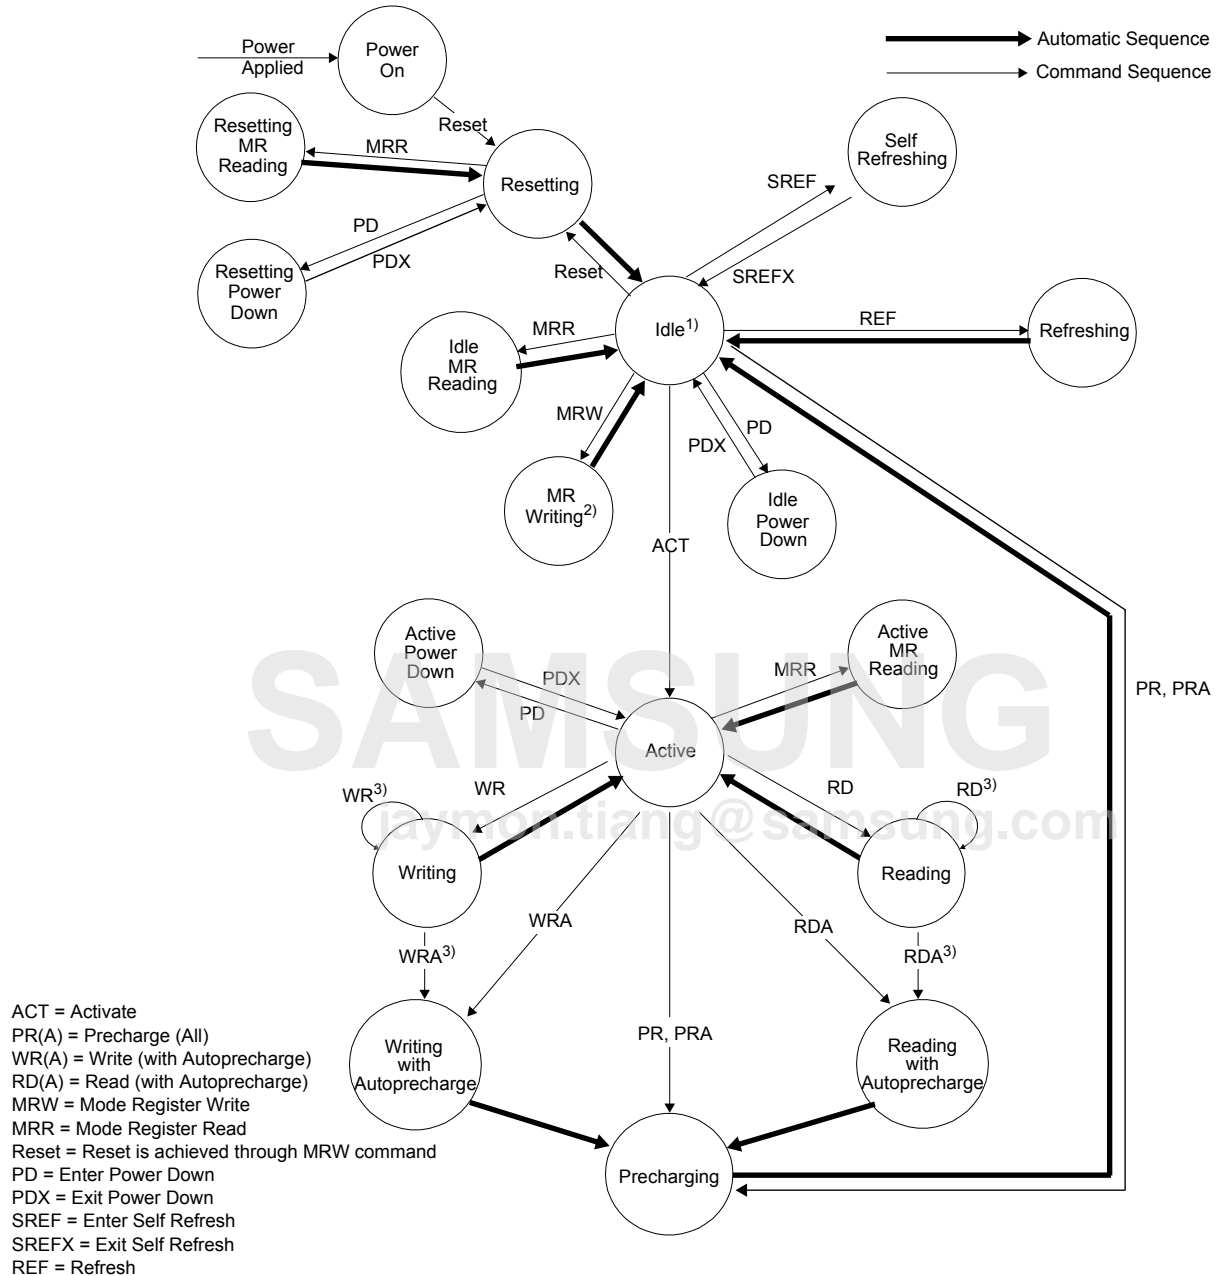 Power
Applied
Power
On
Automatic Sequence
Command Sequence
Reset
Resetting
MR
Reading
MRR
Resetting
Self
Refreshing
SREF
PD
PDX
Resetting
Power
Down
Reset
SREFX
Idle1)
REF
Refreshing
MRR
Idle
MR
Reading
MRW
PD
PDX
MR
Writing2)
Idle
Power
Down
ACT
Active
Power
Down
PDX
PD
MRR
Active
MR
Reading
PR, PRA
SAMSUNG
Active
WR
RD
WR3)
RD3)
jaymon.tiang@samsung.com
Writing
Reading
WRA
RDA
WRA3)
RDA3)
Writing
with
Autoprecharge
PR, PRA
Reading
with
Autoprecharge
Precharging
ACT = Activate
PR(A) = Precharge (All)
WR(A) = Write (with Autoprecharge)
RD(A) = Read (with Autoprecharge)
MRW = Mode Register Write
MRR = Mode Register Read
Reset = Reset is achieved through MRW command
PD = Enter Power Down
PDX = Exit Power Down
SREF = Enter Self Refresh
SREFX = Exit Self Refresh
REF = Refresh